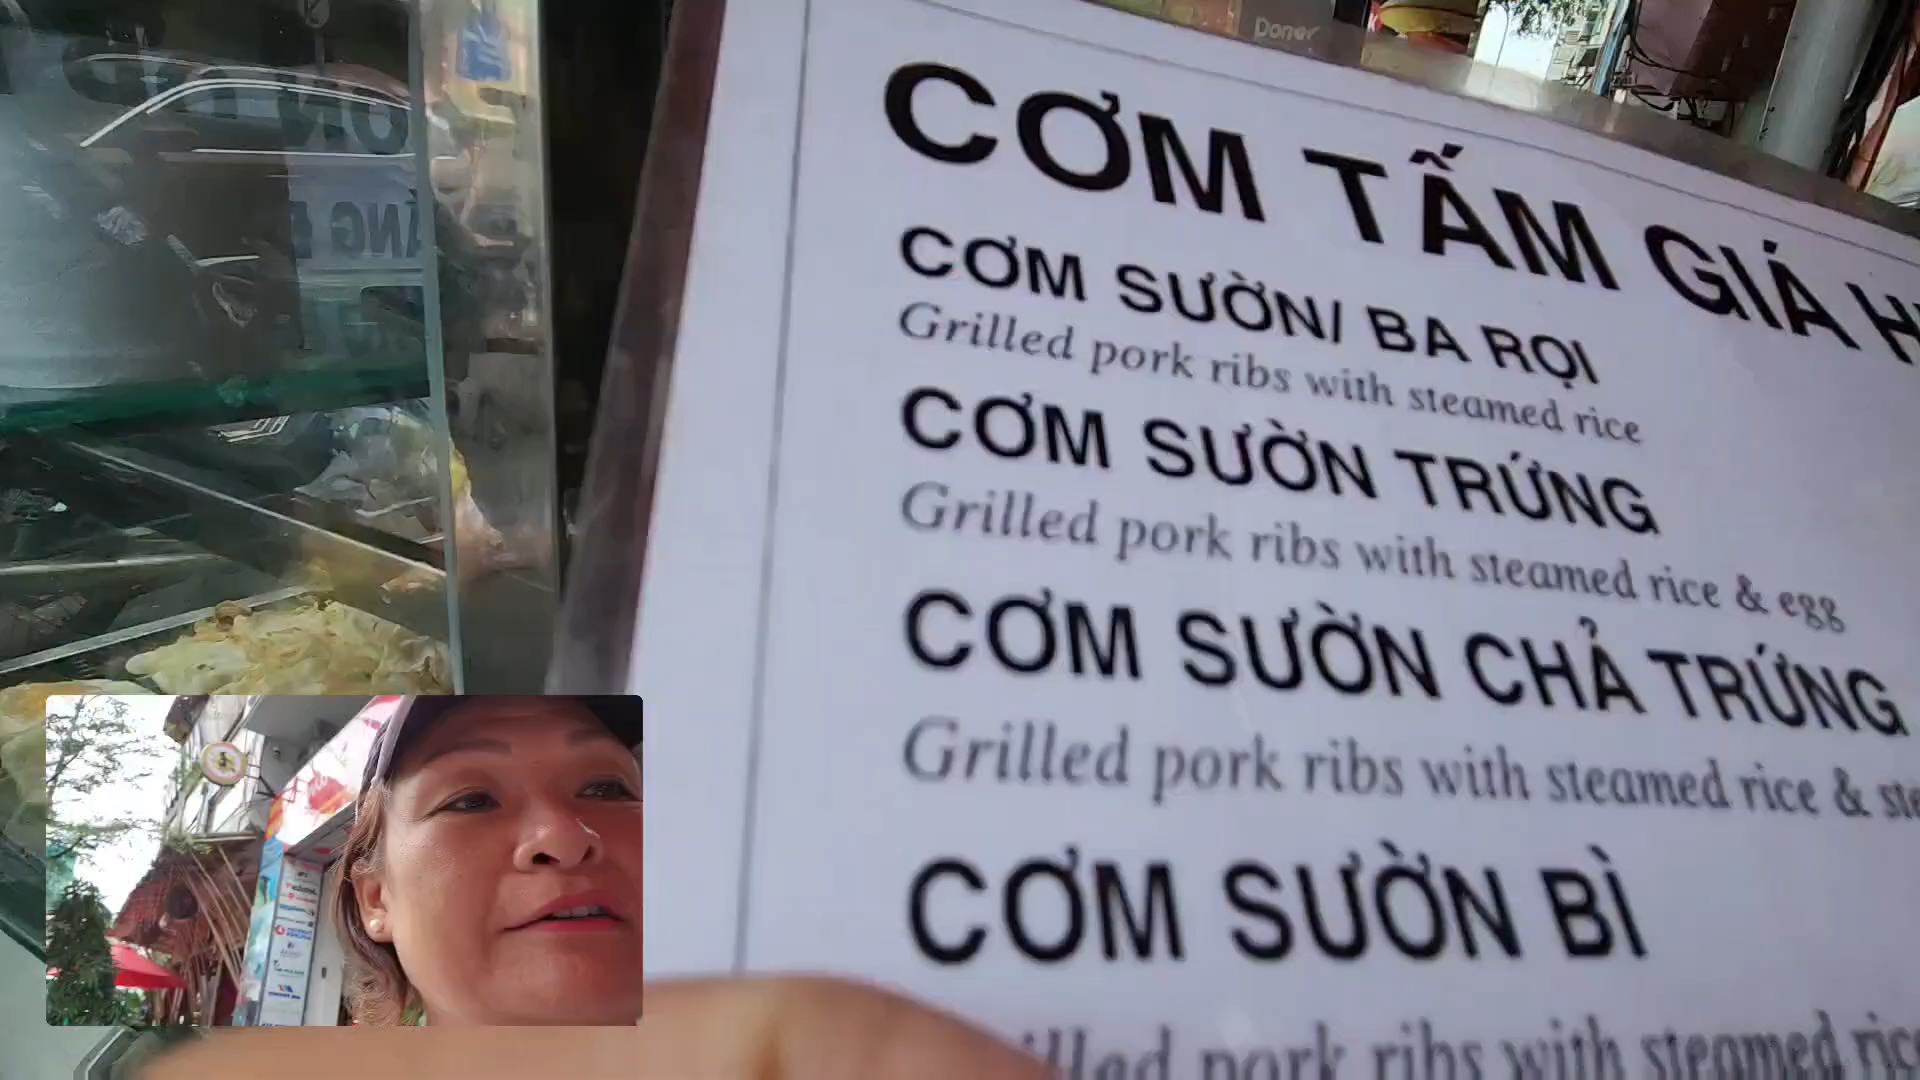 Doner
CƠM TẤM GIÁ
CƠM SƯỜN/ BA RỌI
Grilled pork ribs with steamed rice
CƠM SƯỜN TRỨNG
Grilled pork ribs with steamed rice & egg
CƠM SƯỜN CHẢ TRỨNG
Grilled pork ribs with steamed rice &
CƠM SƯỜN BÌ
pork ribs with steamed